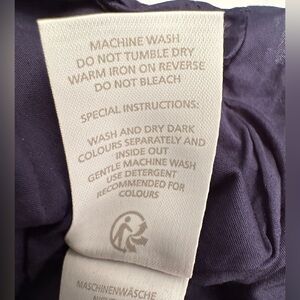 MACHINE WASH
DO NOT TUMBLE DRY
WARM IRON ON REVERSE
DO NOT BLEACH
SPECIAL INSTRUCTIONS:
WASH AND DRY DARK
COLOURS SEPARATELY AND
INSIDE OUT
GENTLE MACHINE WASH
USE DETERGENT
RECOMMENDED FOR
COLOURS
MASCHINENWÄSCHE